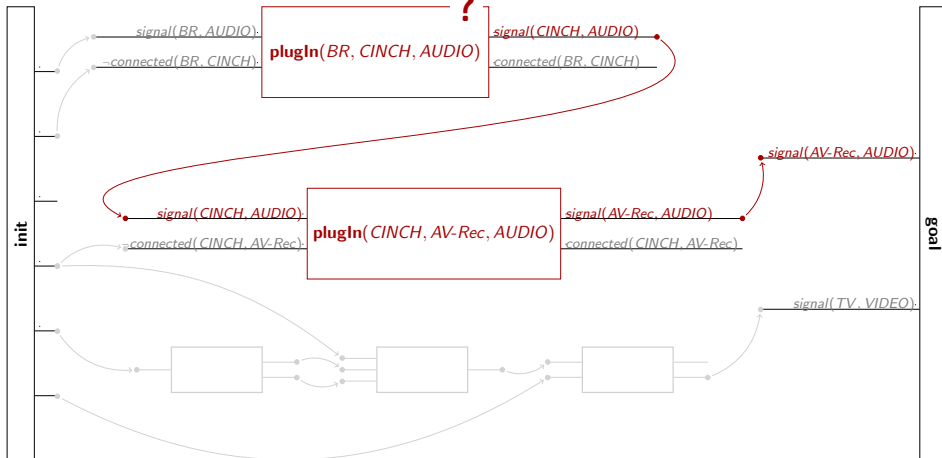 ?
signal(BR, AUDIO)
plugIn(BR, CINCH, AUDIO)
signal(CINCH, AUDIO)
¬connected(BR, CINCH)
connected(BR, CINCH)
signal(AV-Rec, AUDIO)
init
goal
signal(CINCH, AUDIO)
plugIn(CINCH, AV-Rec, AUDIO)
signal(AV-Rec, AUDIO)
¬connected(CINCH, AV-Rec)
connected(CINCH, AV-Rec)
signal(TV, VIDEO)